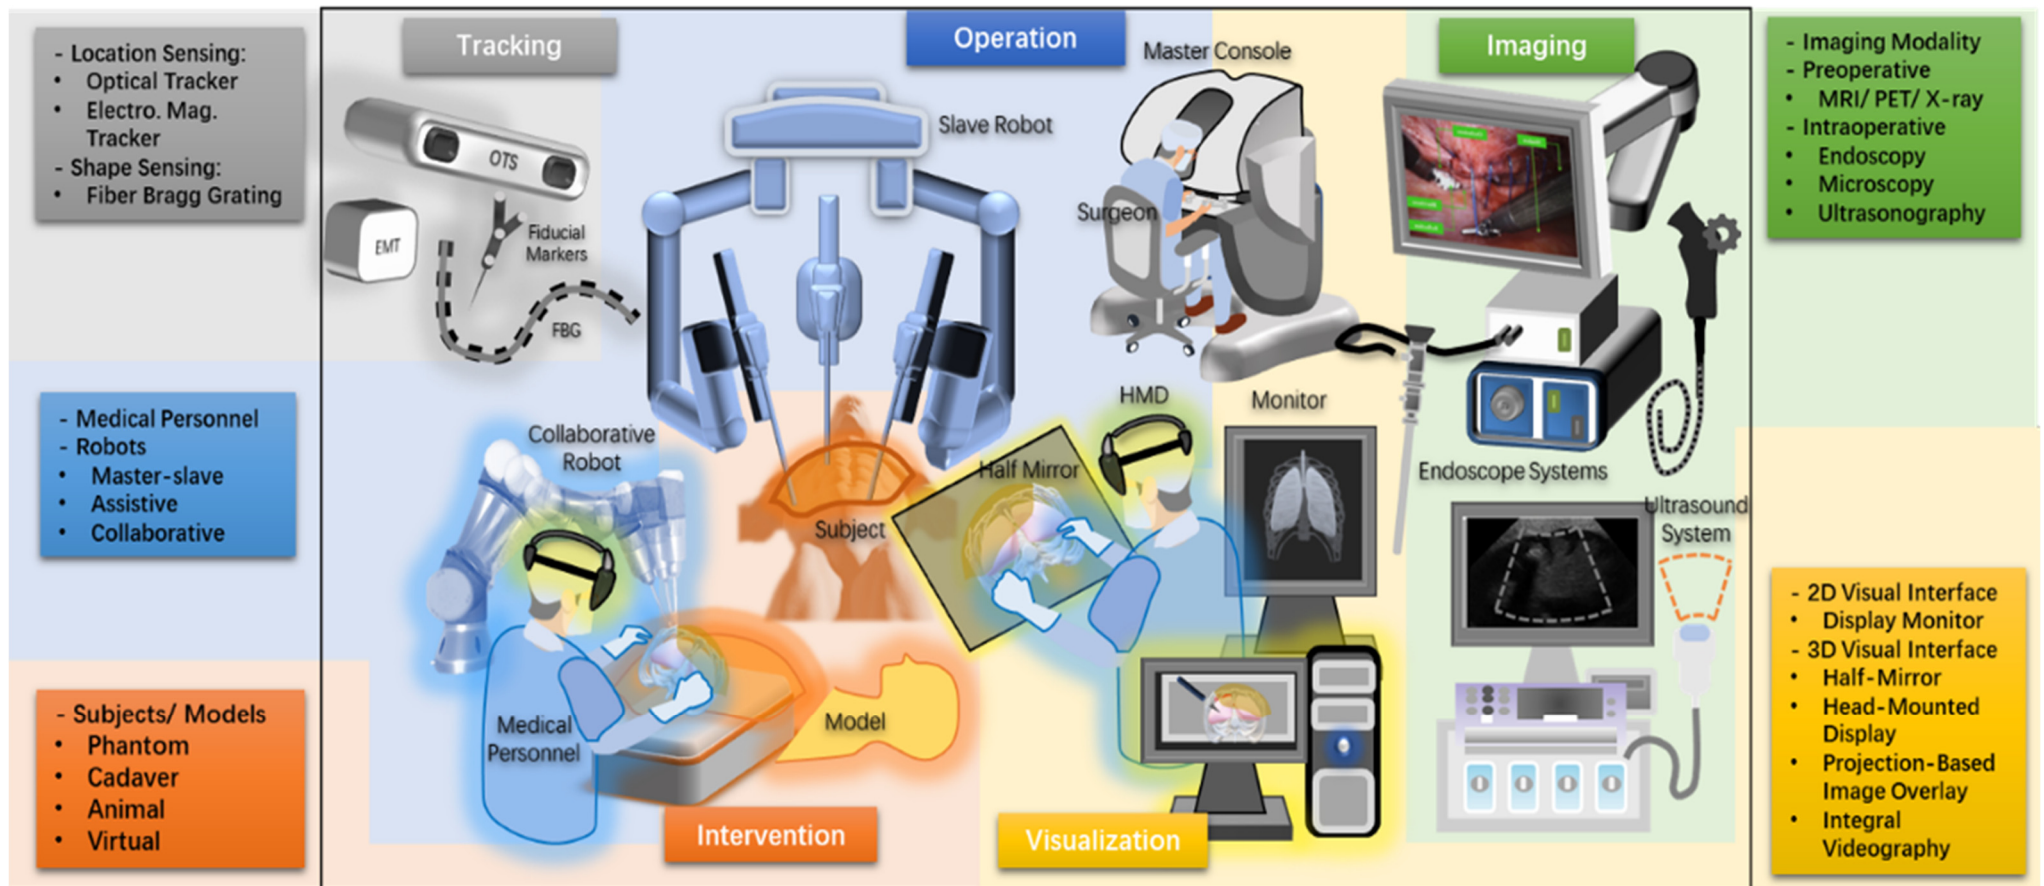 - Location Sensing:
• Optical Tracker
• Electro. Mag.
Tracker
- Shape Sensing:
• Fiber Bragg Grating
- Medical Personnel
- Robots
• Master-slave
• Assistive
• Collaborative
- Subjects/ Models
• Phantom
• Cadaver
• Animal
• Virtual
Tracking
OTS
EMT
Fiducial
Markers
FBG
Operation
Slave Robot
Master Console
Surgeon
Collaborative
Robot
Subject
Medical
Personnel
Model
Intervention
Half Mirror
HMD
Monitor
Visualization
Imaging
Endoscope Systems
Ultrasound
System
- Imaging Modality
- Preoperative
• MRI/ PET/ X-ray
- Intraoperative
• Endoscopy
• Microscopy
• Ultrasonography
- 2D Visual Interface
• Display Monitor
- 3D Visual Interface
• Half-Mirror
• Head-Mounted
Display
• Projection-Based
Image Overlay
• Integral
Videography